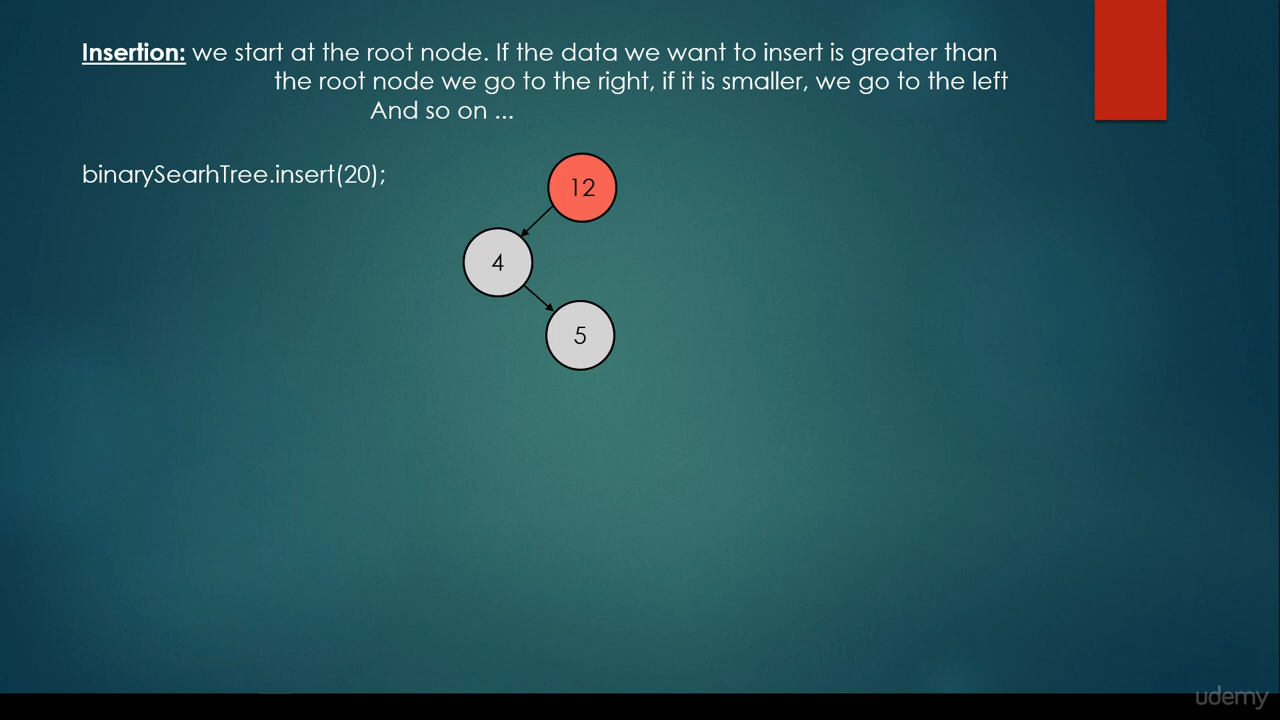 Insertion: we start at the root node. If the data we want to insert is greater than
the root node we go to the right, if it is smaller, we go to the left
And so on ...
binarySearhTree.insert(20);
12
4
5
udemy